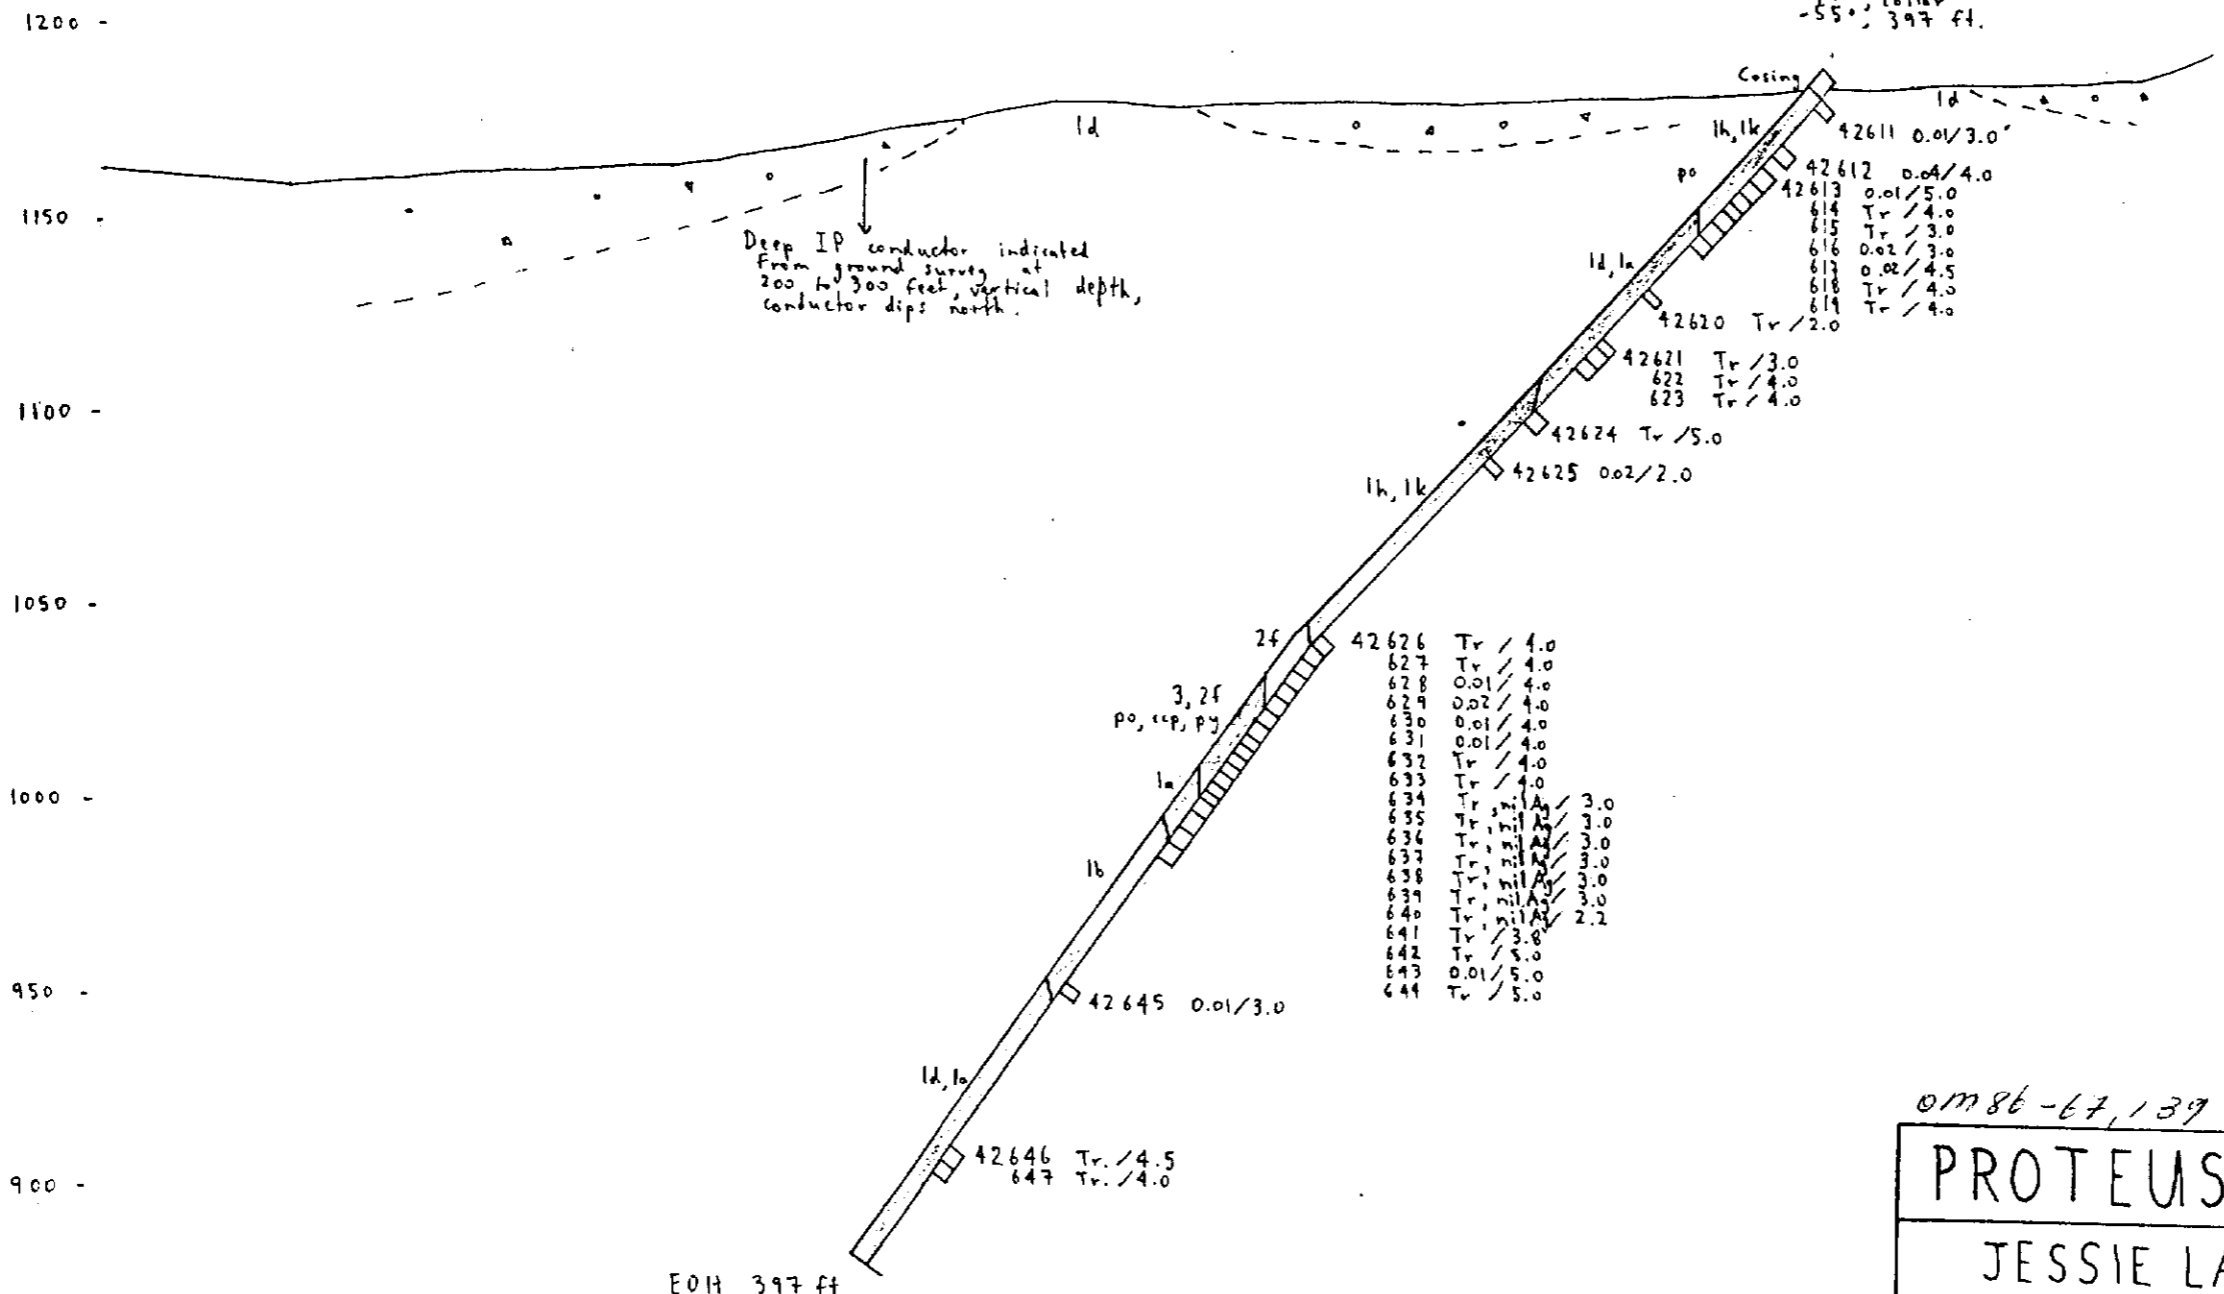 1200 -
-55°, collar
397 ft.
Casing
1d
1d
1h, 1k
42611 0.01/3.0'
po
42612 0.04/4.0
42613 0.01/5.0
614 Tr / 4.0
615 Tr / 3.0
616 0.02 / 3.0
617 0.02/4.5
618 Tr / 4.0
619 Tr / 4.0
1150 -
Deep IP conductor indicated
from ground survey at
200 to 300 feet, vertical depth,
conductor dips north.
1d, 1a
42620 Tr / 2.0
42621 Tr / 3.0
622 Tr / 4.0
623 Tr / 4.0
1100 -
42624 Tr / 5.0
42625 0.02/2.0
1h, 1k
1050 -
2f
42626 Tr / 4.0
627 Tr / 4.0
628 0.01 / 4.0
629 0.02 / 4.0
630 0.01 / 4.0
631 0.01 / 4.0
632 Tr / 4.0
633 Tr / 4.0
634 Tr, nil Ag / 3.0
635 Tr, nil Ag / 3.0
636 Tr, nil Ag / 3.0
637 Tr, nil Ag / 3.0
638 Tr, nil Ag / 3.0
639 Tr, nil Ag / 3.0
640 Tr, nil Ag / 2.2
641 Tr / 3.8
642 Tr / 5.0
643 0.01/5.0
644 Tr / 5.0
3, 2f
po, ccp, py
1a
1000 -
1b
950 -
42645 0.01/3.0
1d, 1a
42646 Tr. / 4.5
647 Tr. / 4.0
900 -
EOH 397 ft
OM86-67, 139
PROTEUS
JESSIE LA